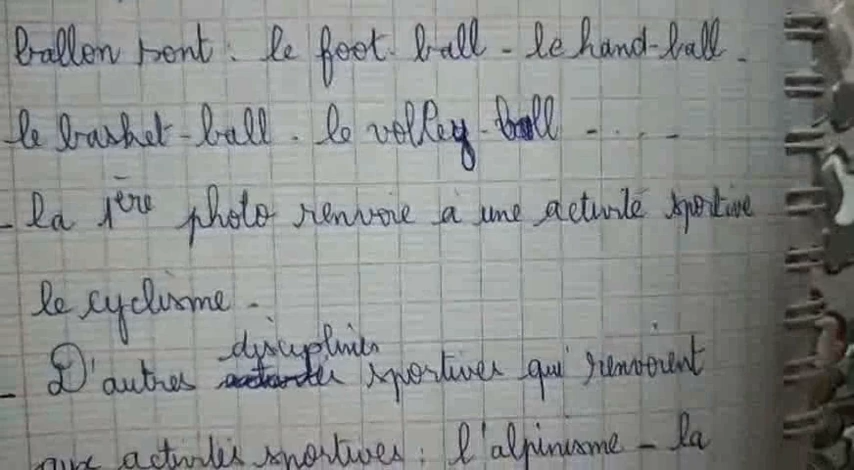 ballon sont : le foot-ball - le hand-ball -
le basket-ball - le volley-ball - . . . -
- la 1ère photo renvoie à une activité sportive
le cyclisme -
disciplines
- D'autres sportives qui renvoient
aux activités sportives : l'alpinisme - la